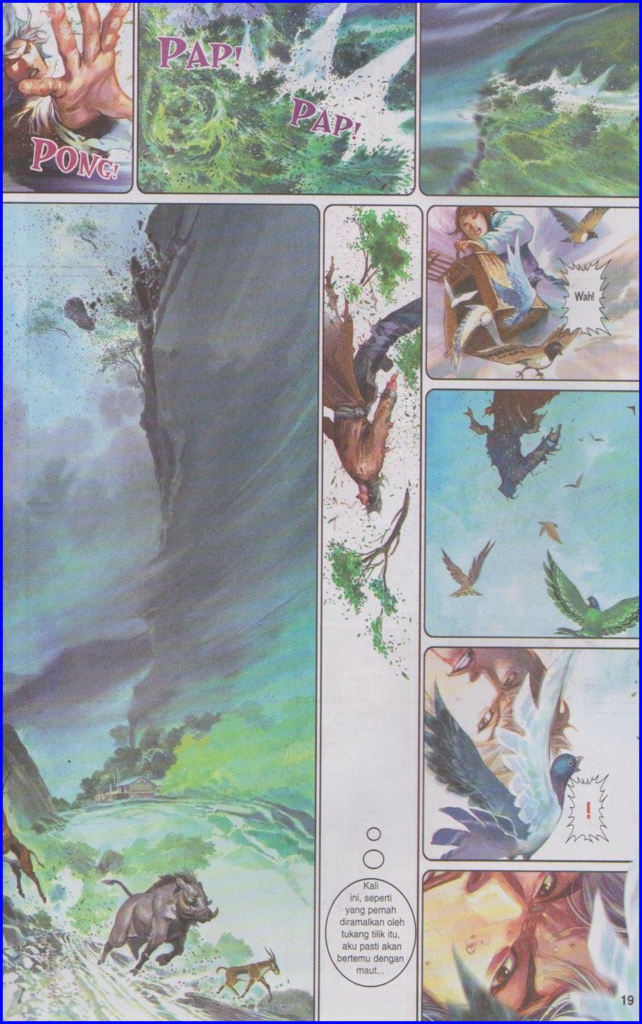 PONG!
PAP!
PAP!
Wah!
Kali
ini, seperti
yang pernah
diramalkan oleh
tukang tilik itu,
aku pasti akan
bertemu dengan
maut...
!
19